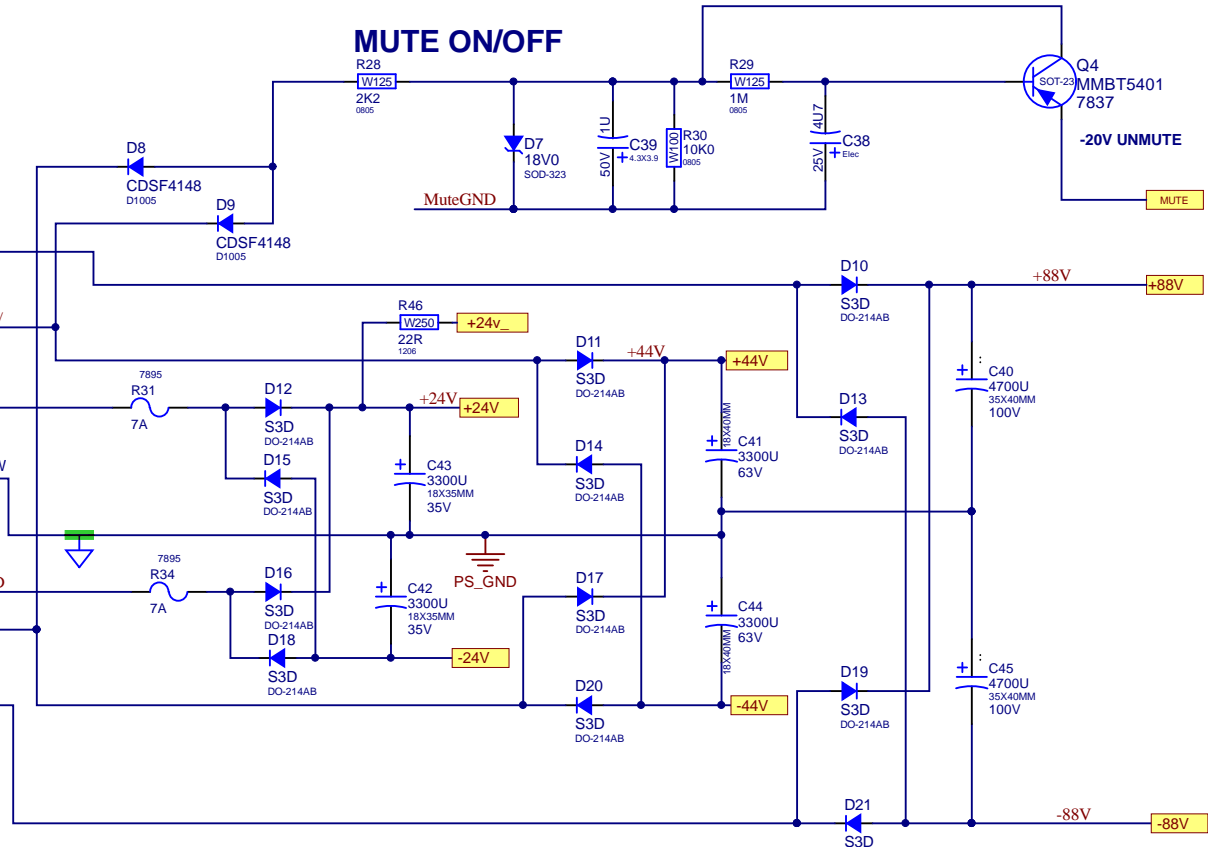 MUTE ON/OFF
R28
W125
2K2
0805
D7
18V0
SOD-323
1U
50V
C39
4.3X3.9
W100
R30
10K0
0805
R29
W125
1M
0805
4U7
25V
C38
Elec
SOT-23
Q4
MMBT5401
7837
-20V UNMUTE
MUTE
MuteGND
D8
CDSF4148
D1005
D9
CDSF4148
D1005
D10
S3D
DO-214AB
+88V
+88V
R46
W250
22R
1206
+24v_
D11
S3D
DO-214AB
+44V
+44V
7895
R31
7A
D12
S3D
DO-214AB
+24V
+24V
D13
S3D
DO-214AB
:
C40
4700U
35X40MM
100V
D14
S3D
DO-214AB
18X40MM
C41
3300U
63V
D15
S3D
DO-214AB
C43
3300U
18X35MM
35V
PS_GND
7895
R34
7A
D16
S3D
DO-214AB
C42
3300U
18X35MM
35V
D17
S3D
DO-214AB
C44
3300U
63V
18X40MM
D18
S3D
DO-214AB
-24V
D19
S3D
DO-214AB
:
C45
4700U
35X40MM
100V
D20
S3D
DO-214AB
-44V
D21
S3D
-88V
-88V